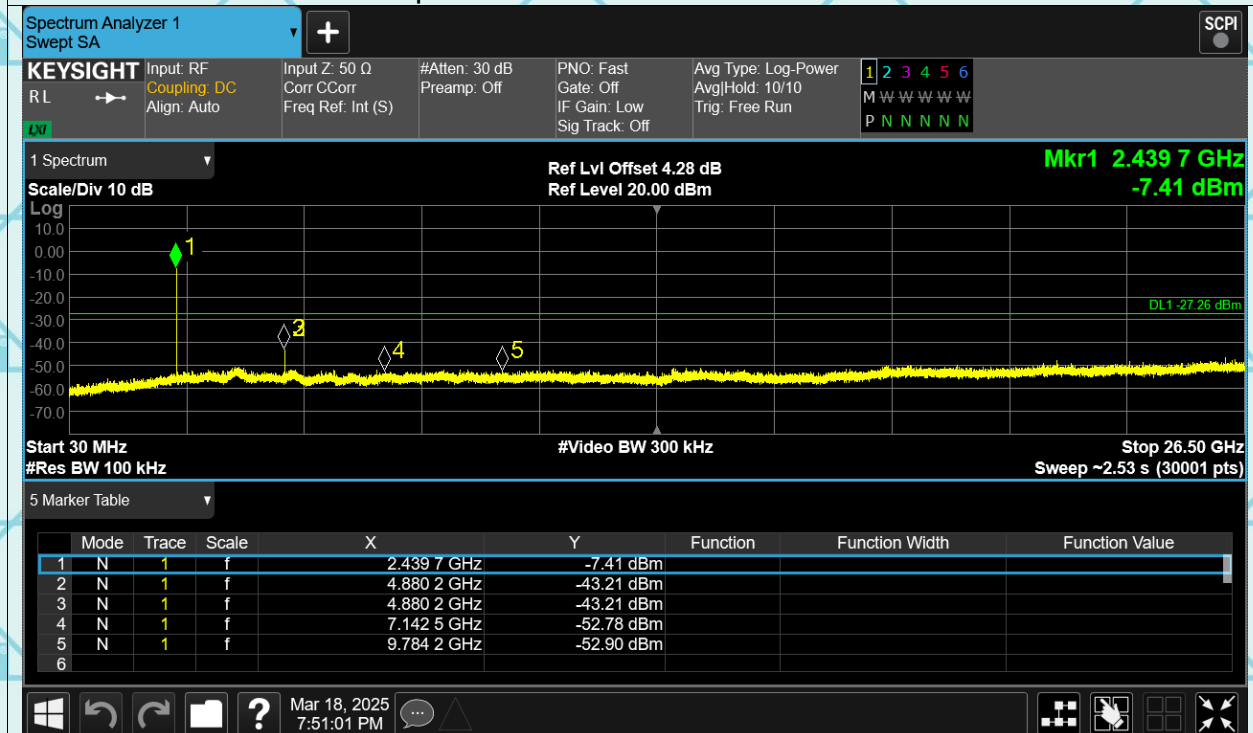 Spectrum Analyzer 1
Swept SA
+
SCPI
KEYSIGHT
RL
LXI
Input: RF
Coupling: DC
Align: Auto
Input Z: 50 Ω
Corr CCorr
Freq Ref: Int (S)
#Atten: 30 dB
Preamp: Off
PNO: Fast
Gate: Off
IF Gain: Low
Sig Track: Off
Avg Type: Log-Power
Avg|Hold: 10/10
Trig: Free Run
1 2 3 4 5 6
M W W W W W
P N N N N N
1 Spectrum
Ref Lvl Offset 4.28 dB
Mkr1 2.439 7 GHz
Scale/Div 10 dB
Ref Level 20.00 dBm
-7.41 dBm
Log
10.0
0.00
-10.0
-20.0
-30.0
-40.0
-50.0
-60.0
-70.0
1
4
5
DL1 -27.26 dBm
Start 30 MHz
#Video BW 300 kHz
Stop 26.50 GHz
#Res BW 100 kHz
Sweep ~2.53 s (30001 pts)
5 Marker Table
Mode Trace Scale X Y Function Function Width Function Value
1 N 1 f 2.439 7 GHz -7.41 dBm
2 N 1 f 4.880 2 GHz -43.21 dBm
3 N 1 f 4.880 2 GHz -43.21 dBm
4 N 1 f 7.142 5 GHz -52.78 dBm
5 N 1 f 9.784 2 GHz -52.90 dBm
6
?
Mar 18, 2025
7:51:01 PM